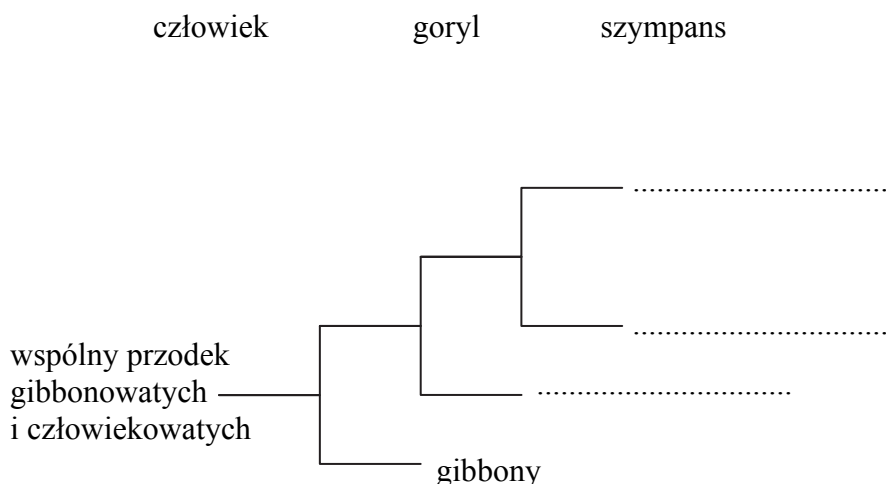 człowiek goryl szympans
wspólny przodek
gibbonowatych
i człowiekowatych
gibbony